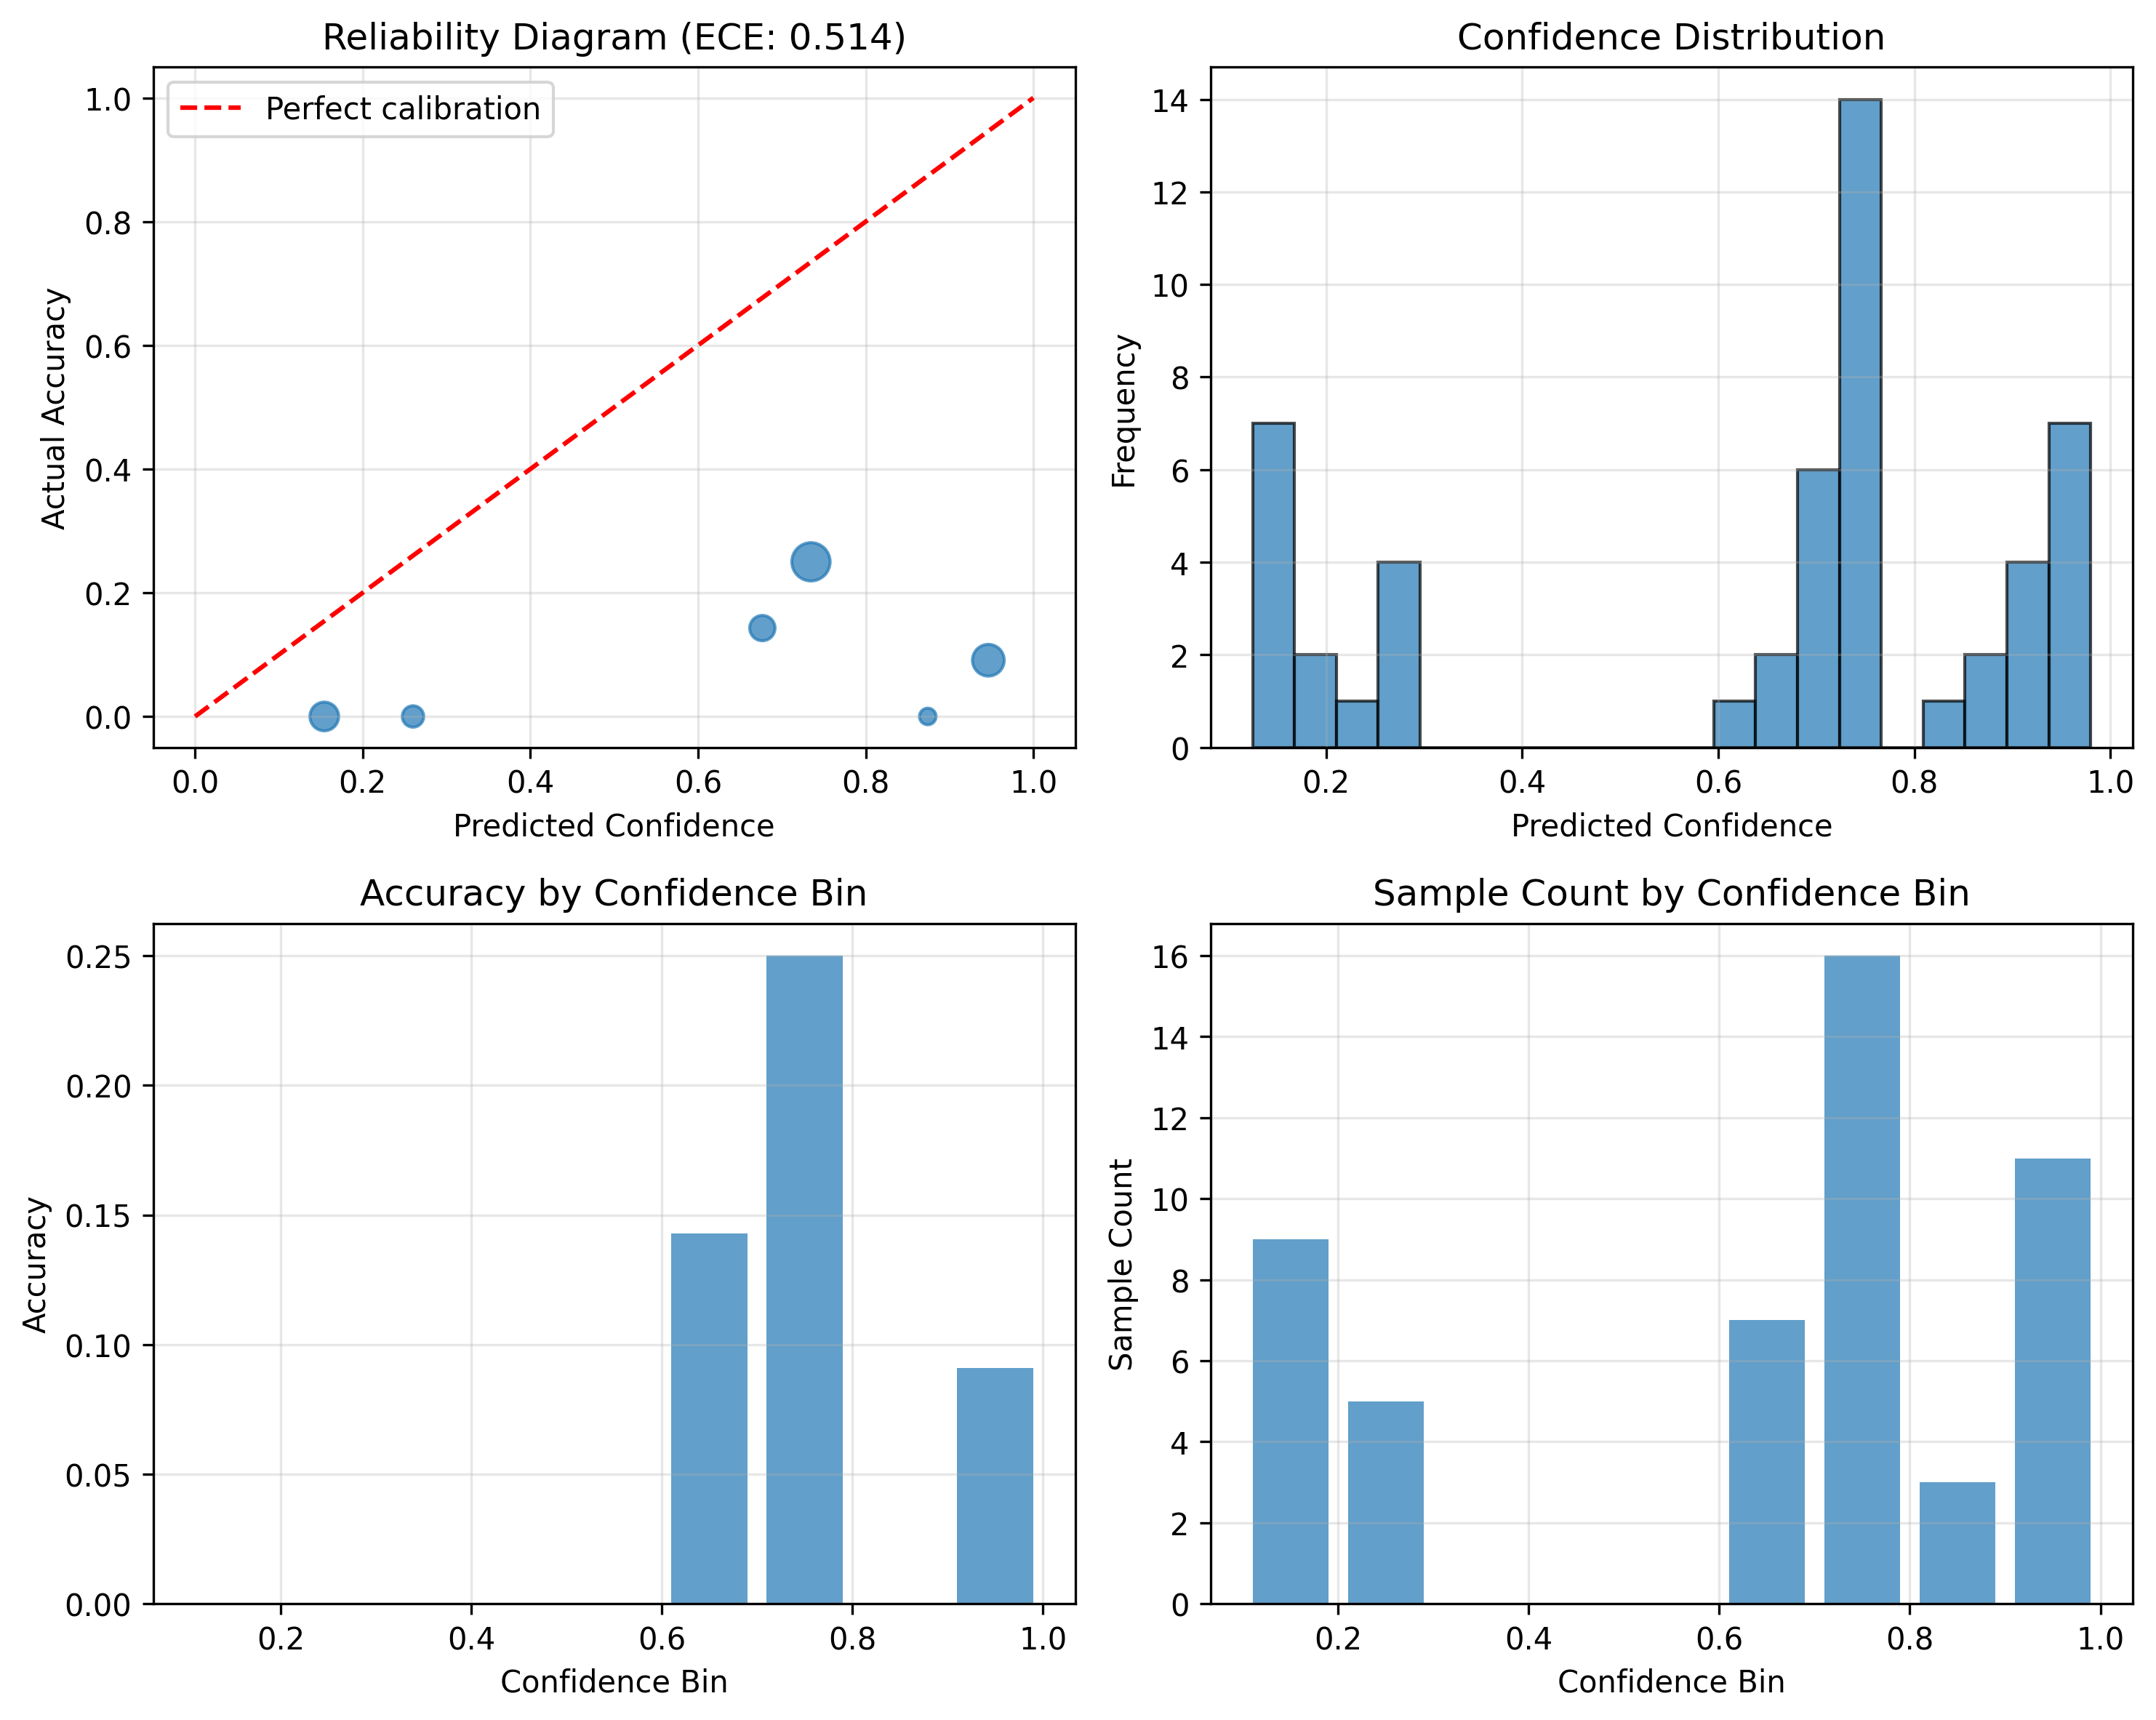 Reliability Diagram (ECE: 0.514)
Perfect calibration
1.0
0.8
0.6
0.4
0.2
0.0
Actual Accuracy
0.0 0.2 0.4 0.6 0.8 1.0
Predicted Confidence
Confidence Distribution
14
12
10
8
6
4
2
0
Frequency
0.2 0.4 0.6 0.8 1.0
Predicted Confidence
Accuracy by Confidence Bin
0.25
0.20
0.15
0.10
0.05
0.00
Accuracy
0.2 0.4 0.6 0.8 1.0
Confidence Bin
Sample Count by Confidence Bin
16
14
12
10
8
6
4
2
0
Sample Count
0.2 0.4 0.6 0.8 1.0
Confidence Bin